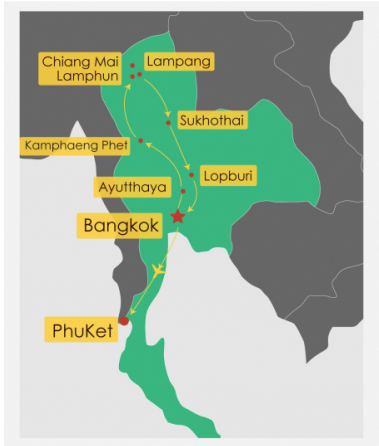 Chiang Mai
Lamphun
Lampang
Sukhothai
Kamphaeng Phet
Lopburi
Ayutthaya
Bangkok
PhuKet